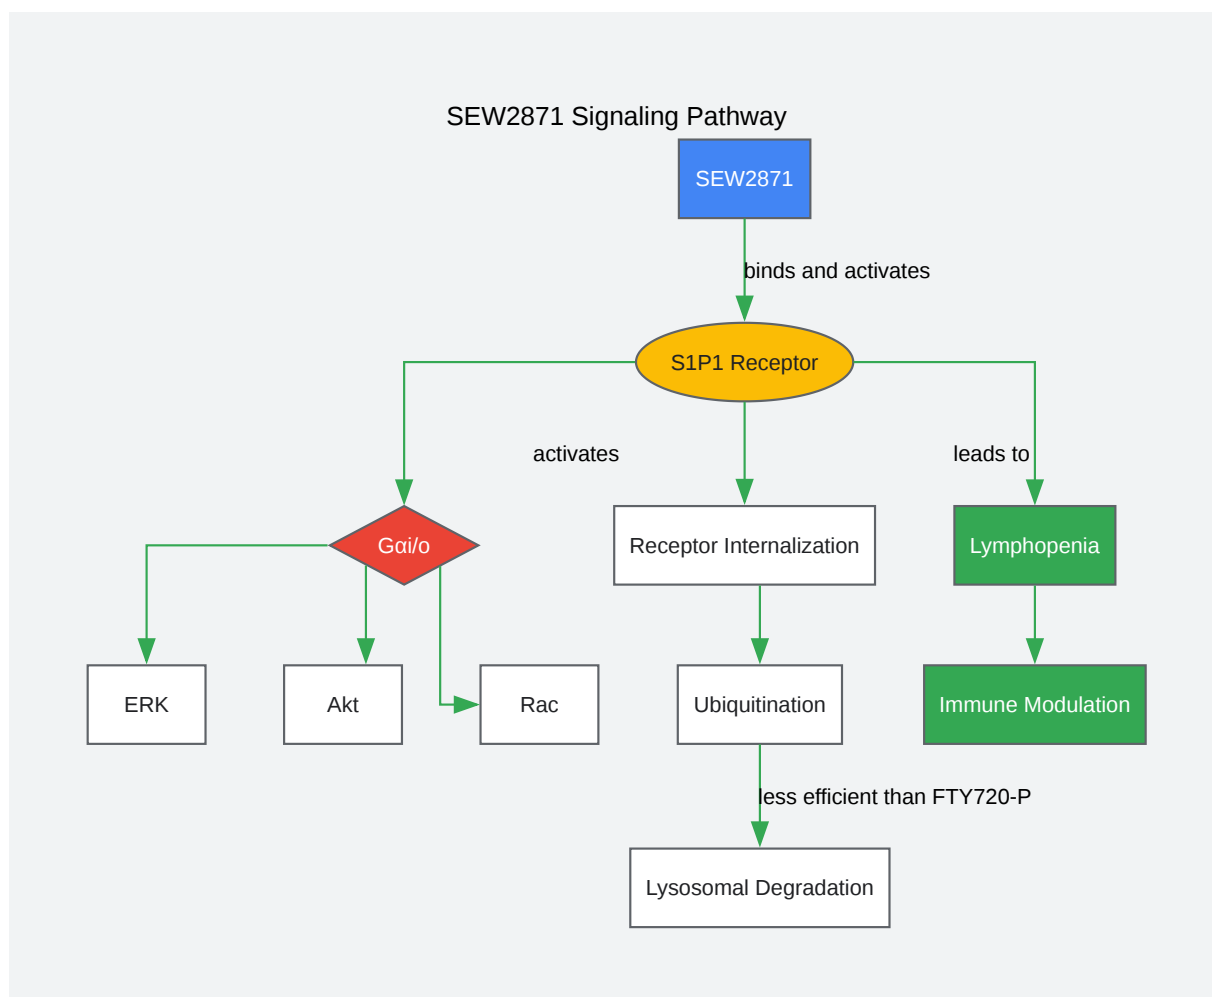 SEW2871 Signaling Pathway
SEW2871
binds and activates
S1P1 Receptor
activates
leads to
Gαi/o
Receptor Internalization
Lymphopenia
ERK
Akt
Rac
Ubiquitination
Immune Modulation
less efficient than FTY720-P
Lysosomal Degradation